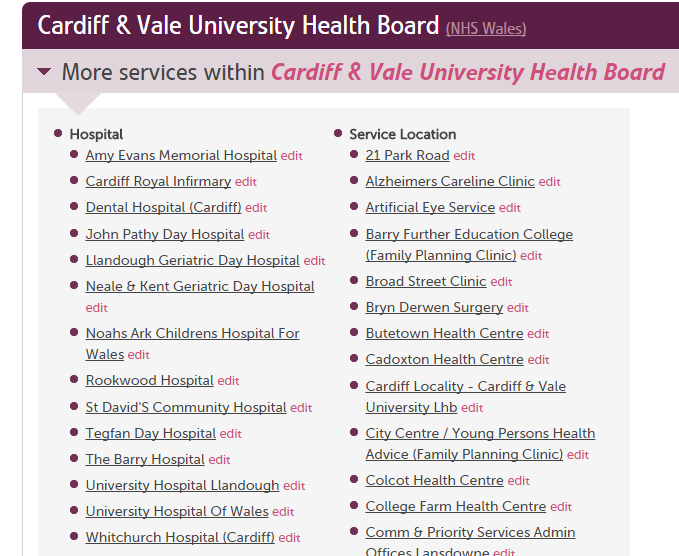 Cardiff & Vale University Health Board (NHS Wales)
More services within Cardiff & Vale University Health Board
Hospital
Amy Evans Memorial Hospital edit
Cardiff Royal Infirmary edit
Dental Hospital (Cardiff) edit
John Pathy Day Hospital edit
Llandough Geriatric Day Hospital edit
Neale & Kent Geriatric Day Hospital
edit
Noahs Ark Childrens Hospital For
Wales edit
Rookwood Hospital edit
St David'S Community Hospital edit
Tegfan Day Hospital edit
The Barry Hospital edit
University Hospital Llandough edit
University Hospital Of Wales edit
Whitchurch Hospital (Cardiff) edit
Service Location
21 Park Road edit
Alzheimers Careline Clinic edit
Artificial Eye Service edit
Barry Further Education College
(Family Planning Clinic) edit
Broad Street Clinic edit
Bryn Derwen Surgery edit
Butetown Health Centre edit
Cadoxton Health Centre edit
Cardiff Locality - Cardiff & Vale
University Lhb edit
City Centre / Young Persons Health
Advice (Family Planning Clinic) edit
Colcot Health Centre edit
College Farm Health Centre edit
Comm & Priority Services Admin
Offices Lansdowne edit